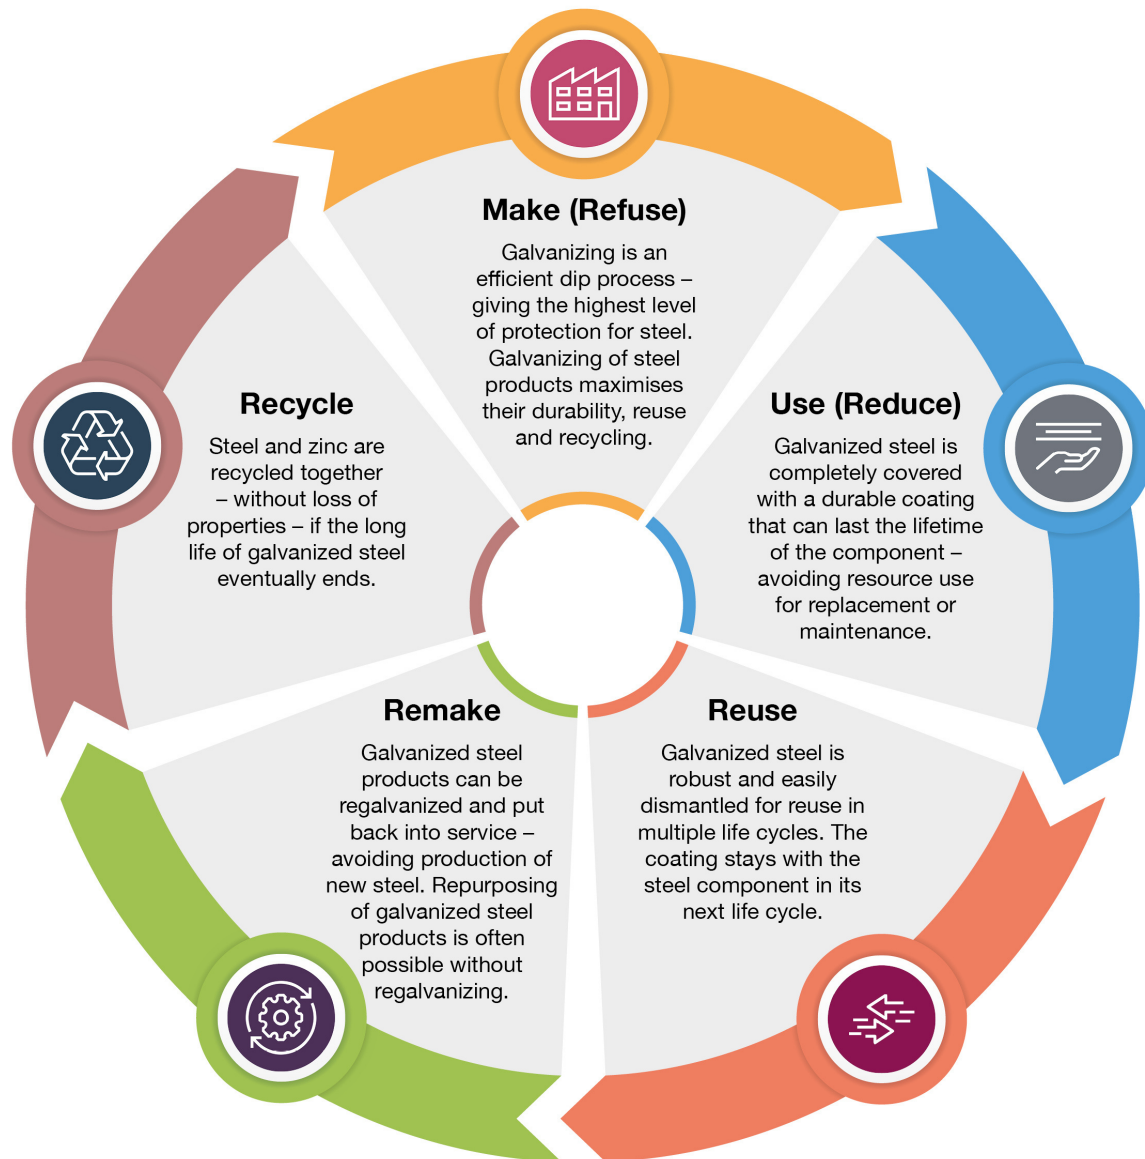 Make (Refuse)
Galvanizing is an
efficient dip process –
giving the highest level
of protection for steel.
Galvanizing of steel
products maximises
their durability, reuse
and recycling.
Use (Reduce)
Galvanized steel is
completely covered
with a durable coating
that can last the lifetime
of the component –
avoiding resource use
for replacement or
maintenance.
Reuse
Galvanized steel is
robust and easily
dismantled for reuse in
multiple life cycles. The
coating stays with the
steel component in its
next life cycle.
Remake
Galvanized steel
products can be
regalvanized and put
back into service –
avoiding production of
new steel. Repurposing
of galvanized steel
products is often
possible without
regalvanizing.
Recycle
Steel and zinc are
recycled together
– without loss of
properties – if the long
life of galvanized steel
eventually ends.